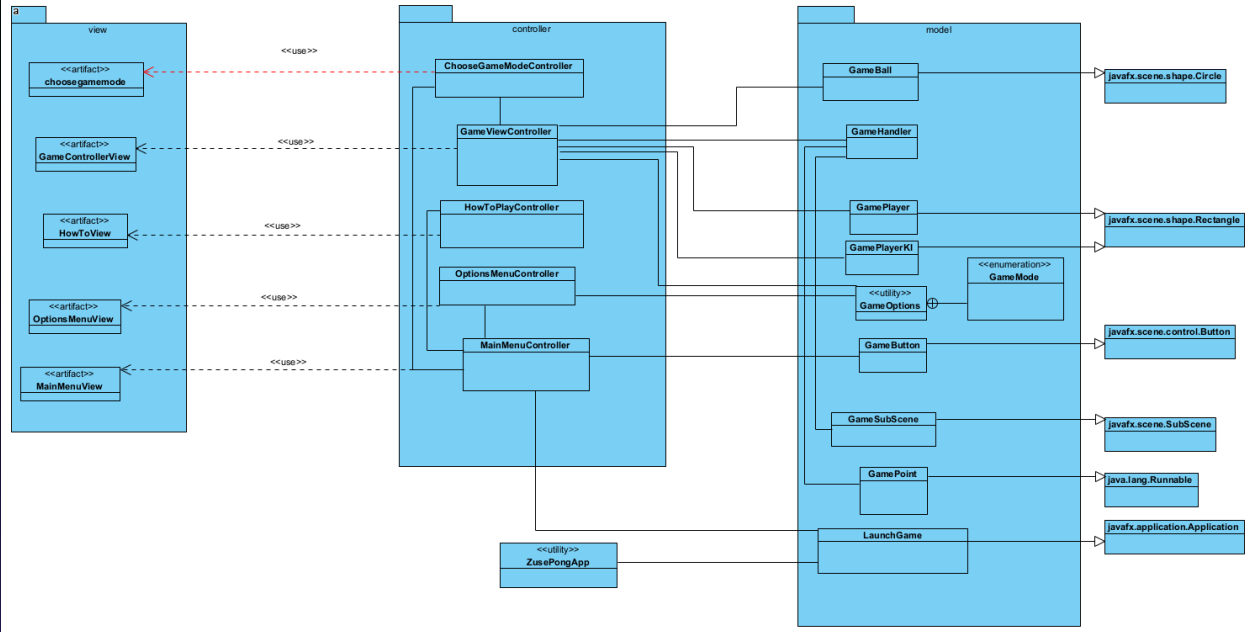 a
view
<<artifact>>
choosegamemode
<<artifact>>
GameControllerView
<<artifact>>
HowToView
<<artifact>>
OptionsMenuView
<<artifact>>
MainMenuView
<<use>>
<<use>>
<<use>>
<<use>>
<<use>>
controller
ChooseGameModeController
GameViewController
HowToPlayController
OptionsMenuController
MainMenuController
<<utility>>
ZusePongApp
model
GameBall
GameHandler
GamePlayer
GamePlayerKI
<<utility>>
GameOptions
<<enumeration>>
GameMode
GameButton
GameSubScene
GamePoint
LaunchGame
javafx.scene.shape.Circle
javafx.scene.shape.Rectangle
javafx.scene.control.Button
javafx.scene.SubScene
java.lang.Runnable
javafx.application.Application